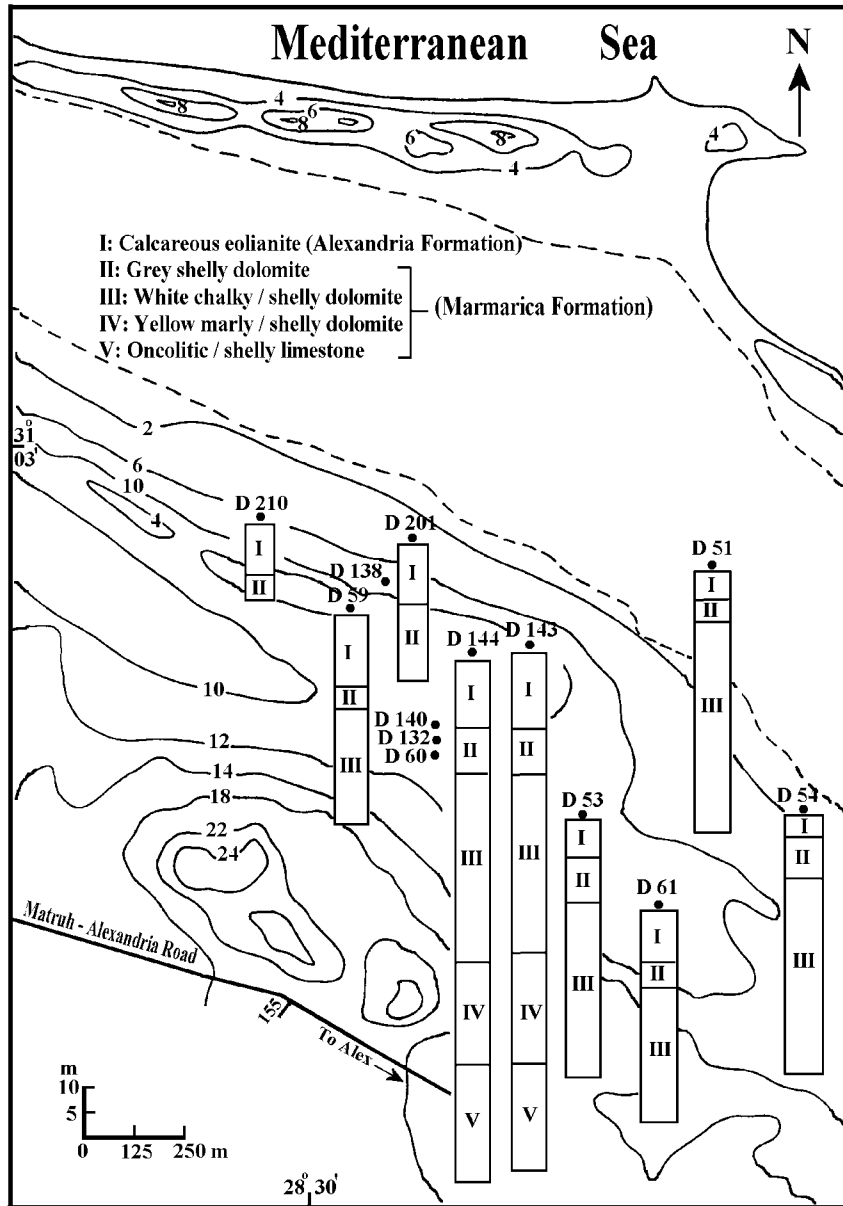 Mediterranean Sea
N
4
8
6
8
6
8
4
4
I: Calcareous eolianite (Alexandria Formation)
II: Grey shelly dolomite
III: White chalky / shelly dolomite
(Marmarica Formation)
IV: Yellow marly / shelly dolomite
V: Oncolitic / shelly limestone
31°
03'
2
6
10
4
D 210
I
II
D 201
I
II
D 138
D 59
I
II
III
D 51
I
II
III
D 144
I
II
III
IV
V
D 143
I
II
III
IV
V
D 140
D 132
D 60
10
12
14
18
22
24
D 53
I
II
III
D 54
I
II
III
D 61
I
II
III
Matruh - Alexandria Road
155
To Alex
m
10
5
0 125 250 m
28° 30'